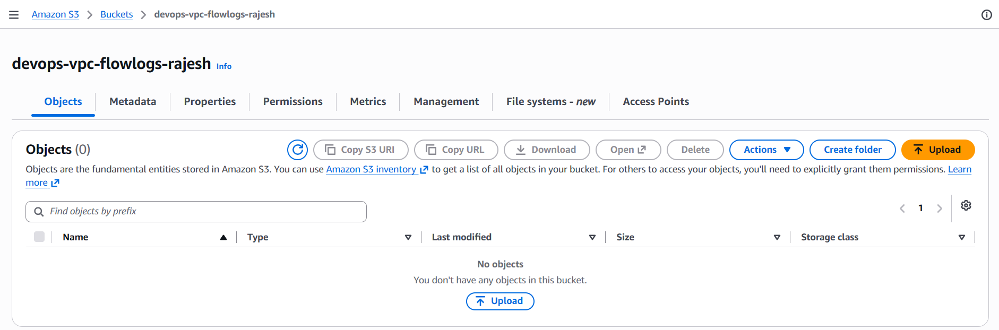 Amazon S3 > Buckets > devops-vpc-flowlogs-rajesh
devops-vpc-flowlogs-rajesh Info
Objects Metadata Properties Permissions Metrics Management File systems - new Access Points
Objects (0) Copy S3 URI Copy URL Download Open Delete Actions Create folder Upload
Objects are the fundamental entities stored in Amazon S3. You can use Amazon S3 inventory to get a list of all objects in your bucket. For others to access your objects, you'll need to explicitly grant them permissions. Learn
more
Find objects by prefix 1
Name Type Last modified Size Storage class
No objects
You don't have any objects in this bucket.
Upload